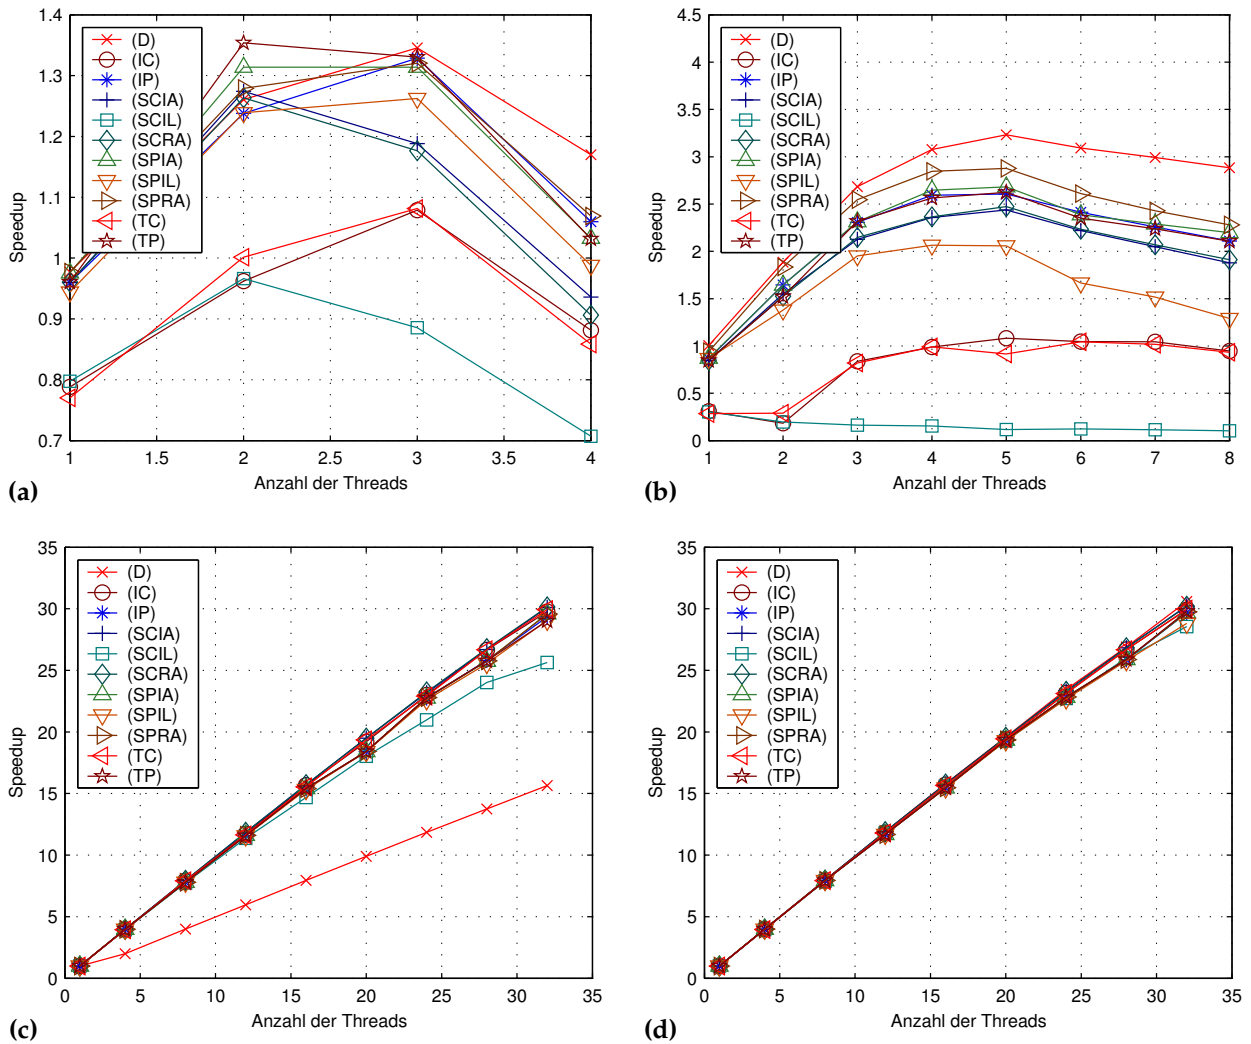 1.4
1.3
1.2
1.1
1
0.9
0.8
0.7
Speedup
(D)
(IC)
(IP)
(SCIA)
(SCIL)
(SCRA)
(SPIA)
(SPIL)
(SPRA)
(TC)
(TP)
1 1.5 2 2.5 3 3.5 4
Anzahl der Threads
(a)
4.5
4
3.5
3
2.5
2
1.5
1
0.5
0
Speedup
(D)
(IC)
(IP)
(SCIA)
(SCIL)
(SCRA)
(SPIA)
(SPIL)
(SPRA)
(TC)
(TP)
1 2 3 4 5 6 7 8
Anzahl der Threads
(b)
35
30
25
20
15
10
5
0
Speedup
(D)
(IC)
(IP)
(SCIA)
(SCIL)
(SCRA)
(SPIA)
(SPIL)
(SPRA)
(TC)
(TP)
0 5 10 15 20 25 30 35
Anzahl der Threads
(c)
35
30
25
20
15
10
5
0
Speedup
(D)
(IC)
(IP)
(SCIA)
(SCIL)
(SCRA)
(SPIA)
(SPIL)
(SPRA)
(TC)
(TP)
0 5 10 15 20 25 30 35
Anzahl der Threads
(d)